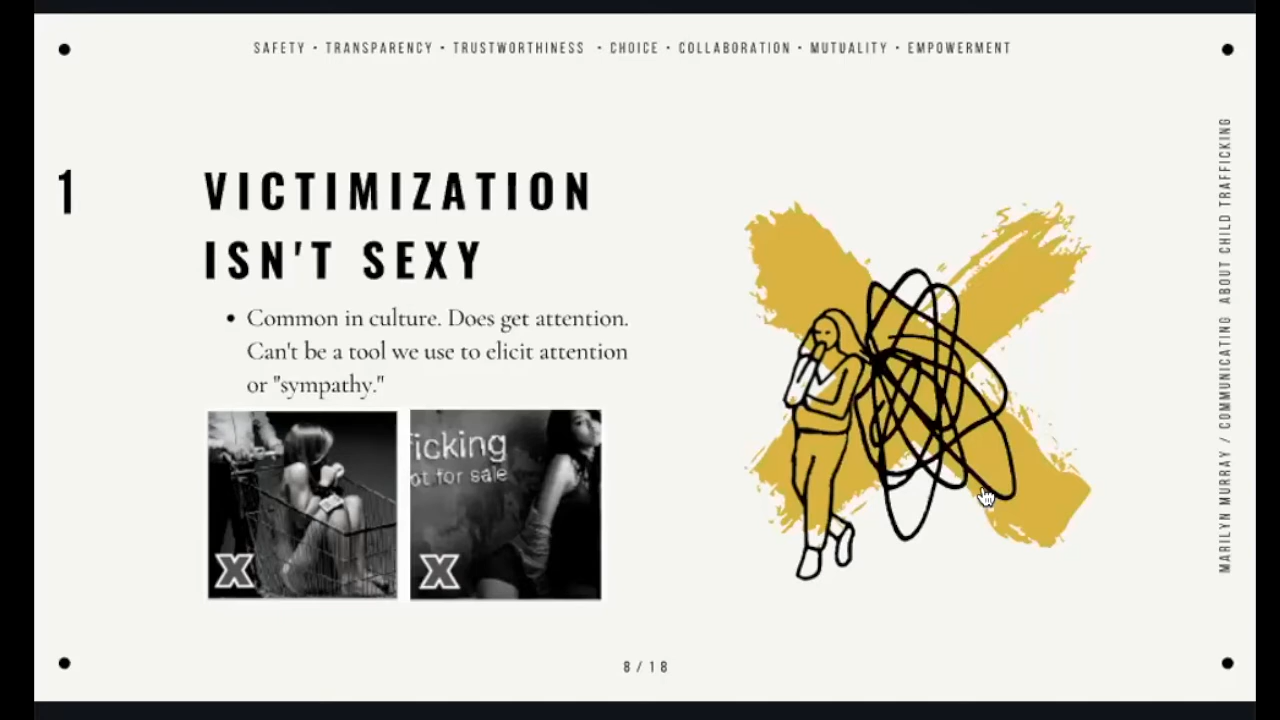 SAFETY • TRANSPARENCY • TRUSTWORTHINESS • CHOICE • COLLABORATION • MUTUALITY • EMPOWERMENT
1
VICTIMIZATION
ISN'T SEXY
• Common in culture. Does get attention.
Can't be a tool we use to elicit attention
or "sympathy."
icking
ot for sale
X
X
MARILYN MURRAY / COMMUNICATING ABOUT CHILD TRAFFICKING
8 / 18